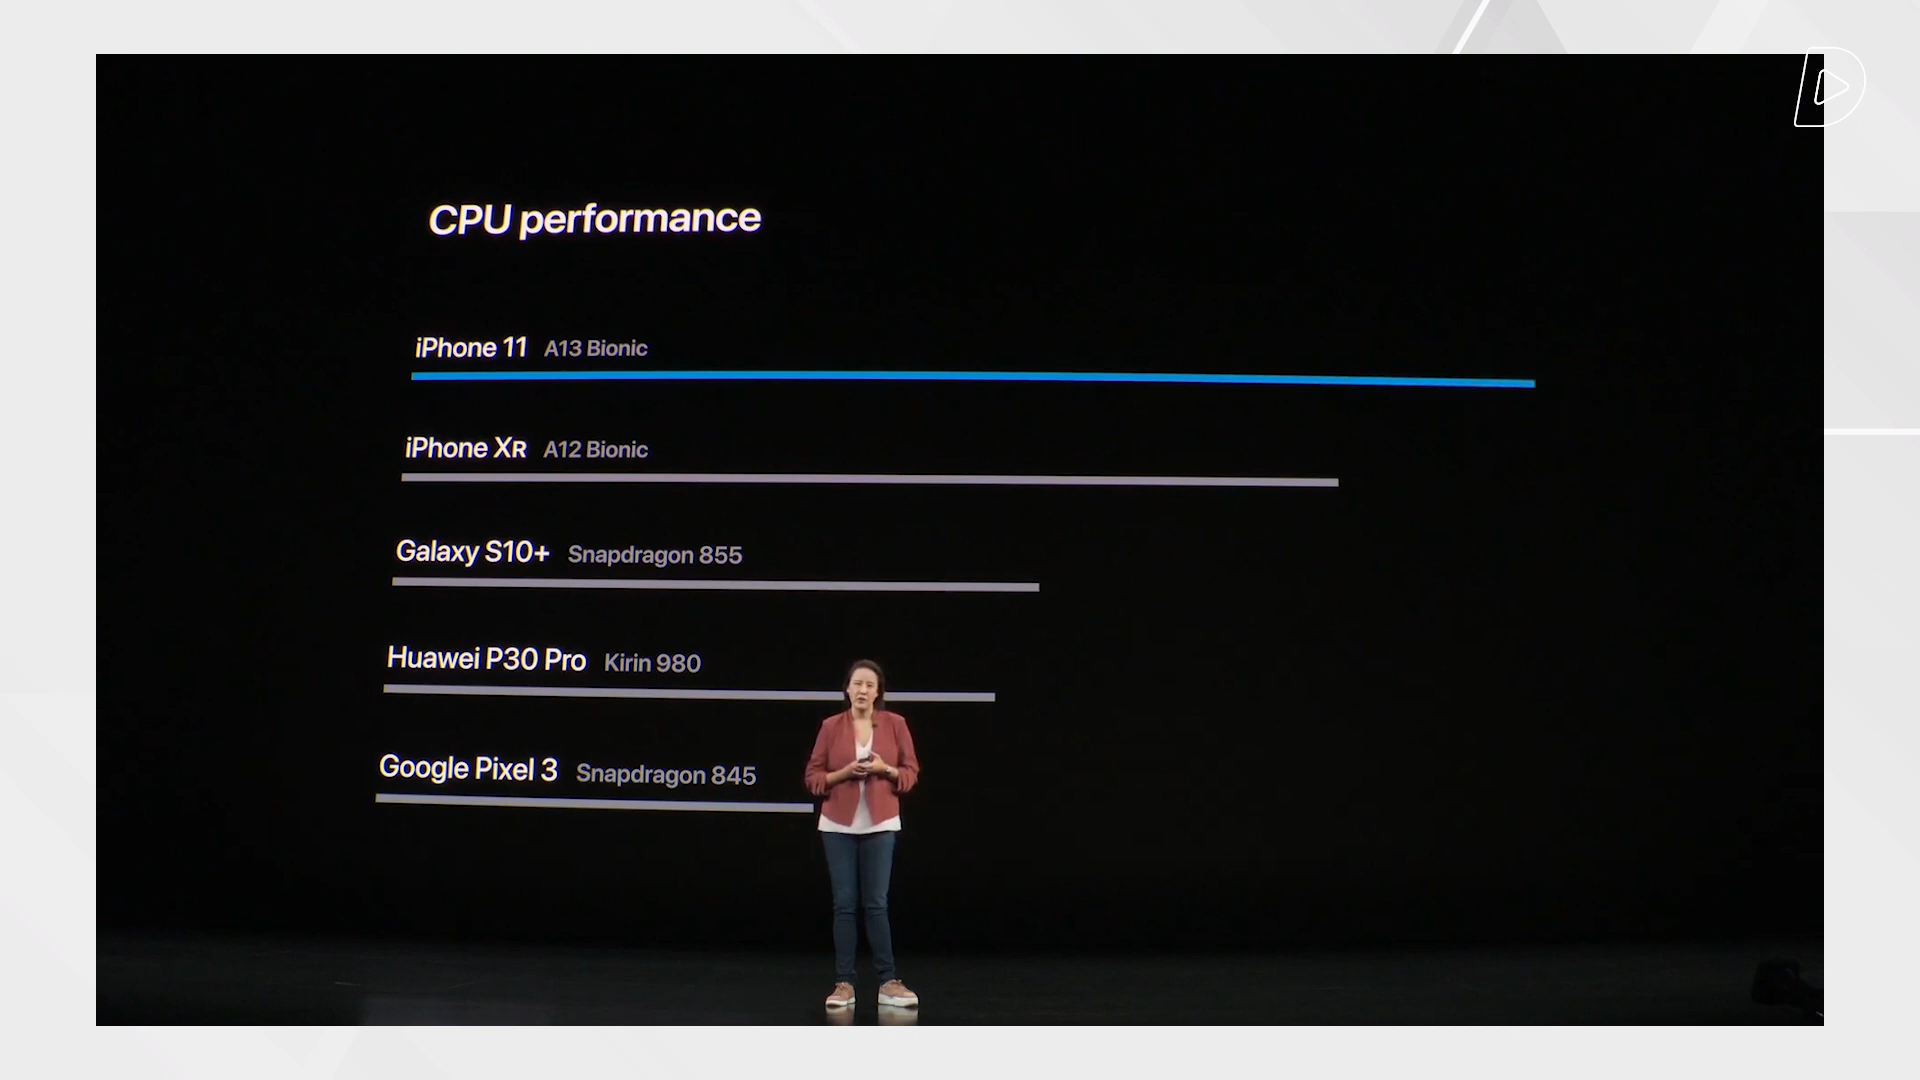 CPU performance
iPhone 11 A13 Bionic
iPhone XR A12 Bionic
Galaxy S10+ Snapdragon 855
Huawei P30 Pro Kirin 980
Google Pixel 3 Snapdragon 845